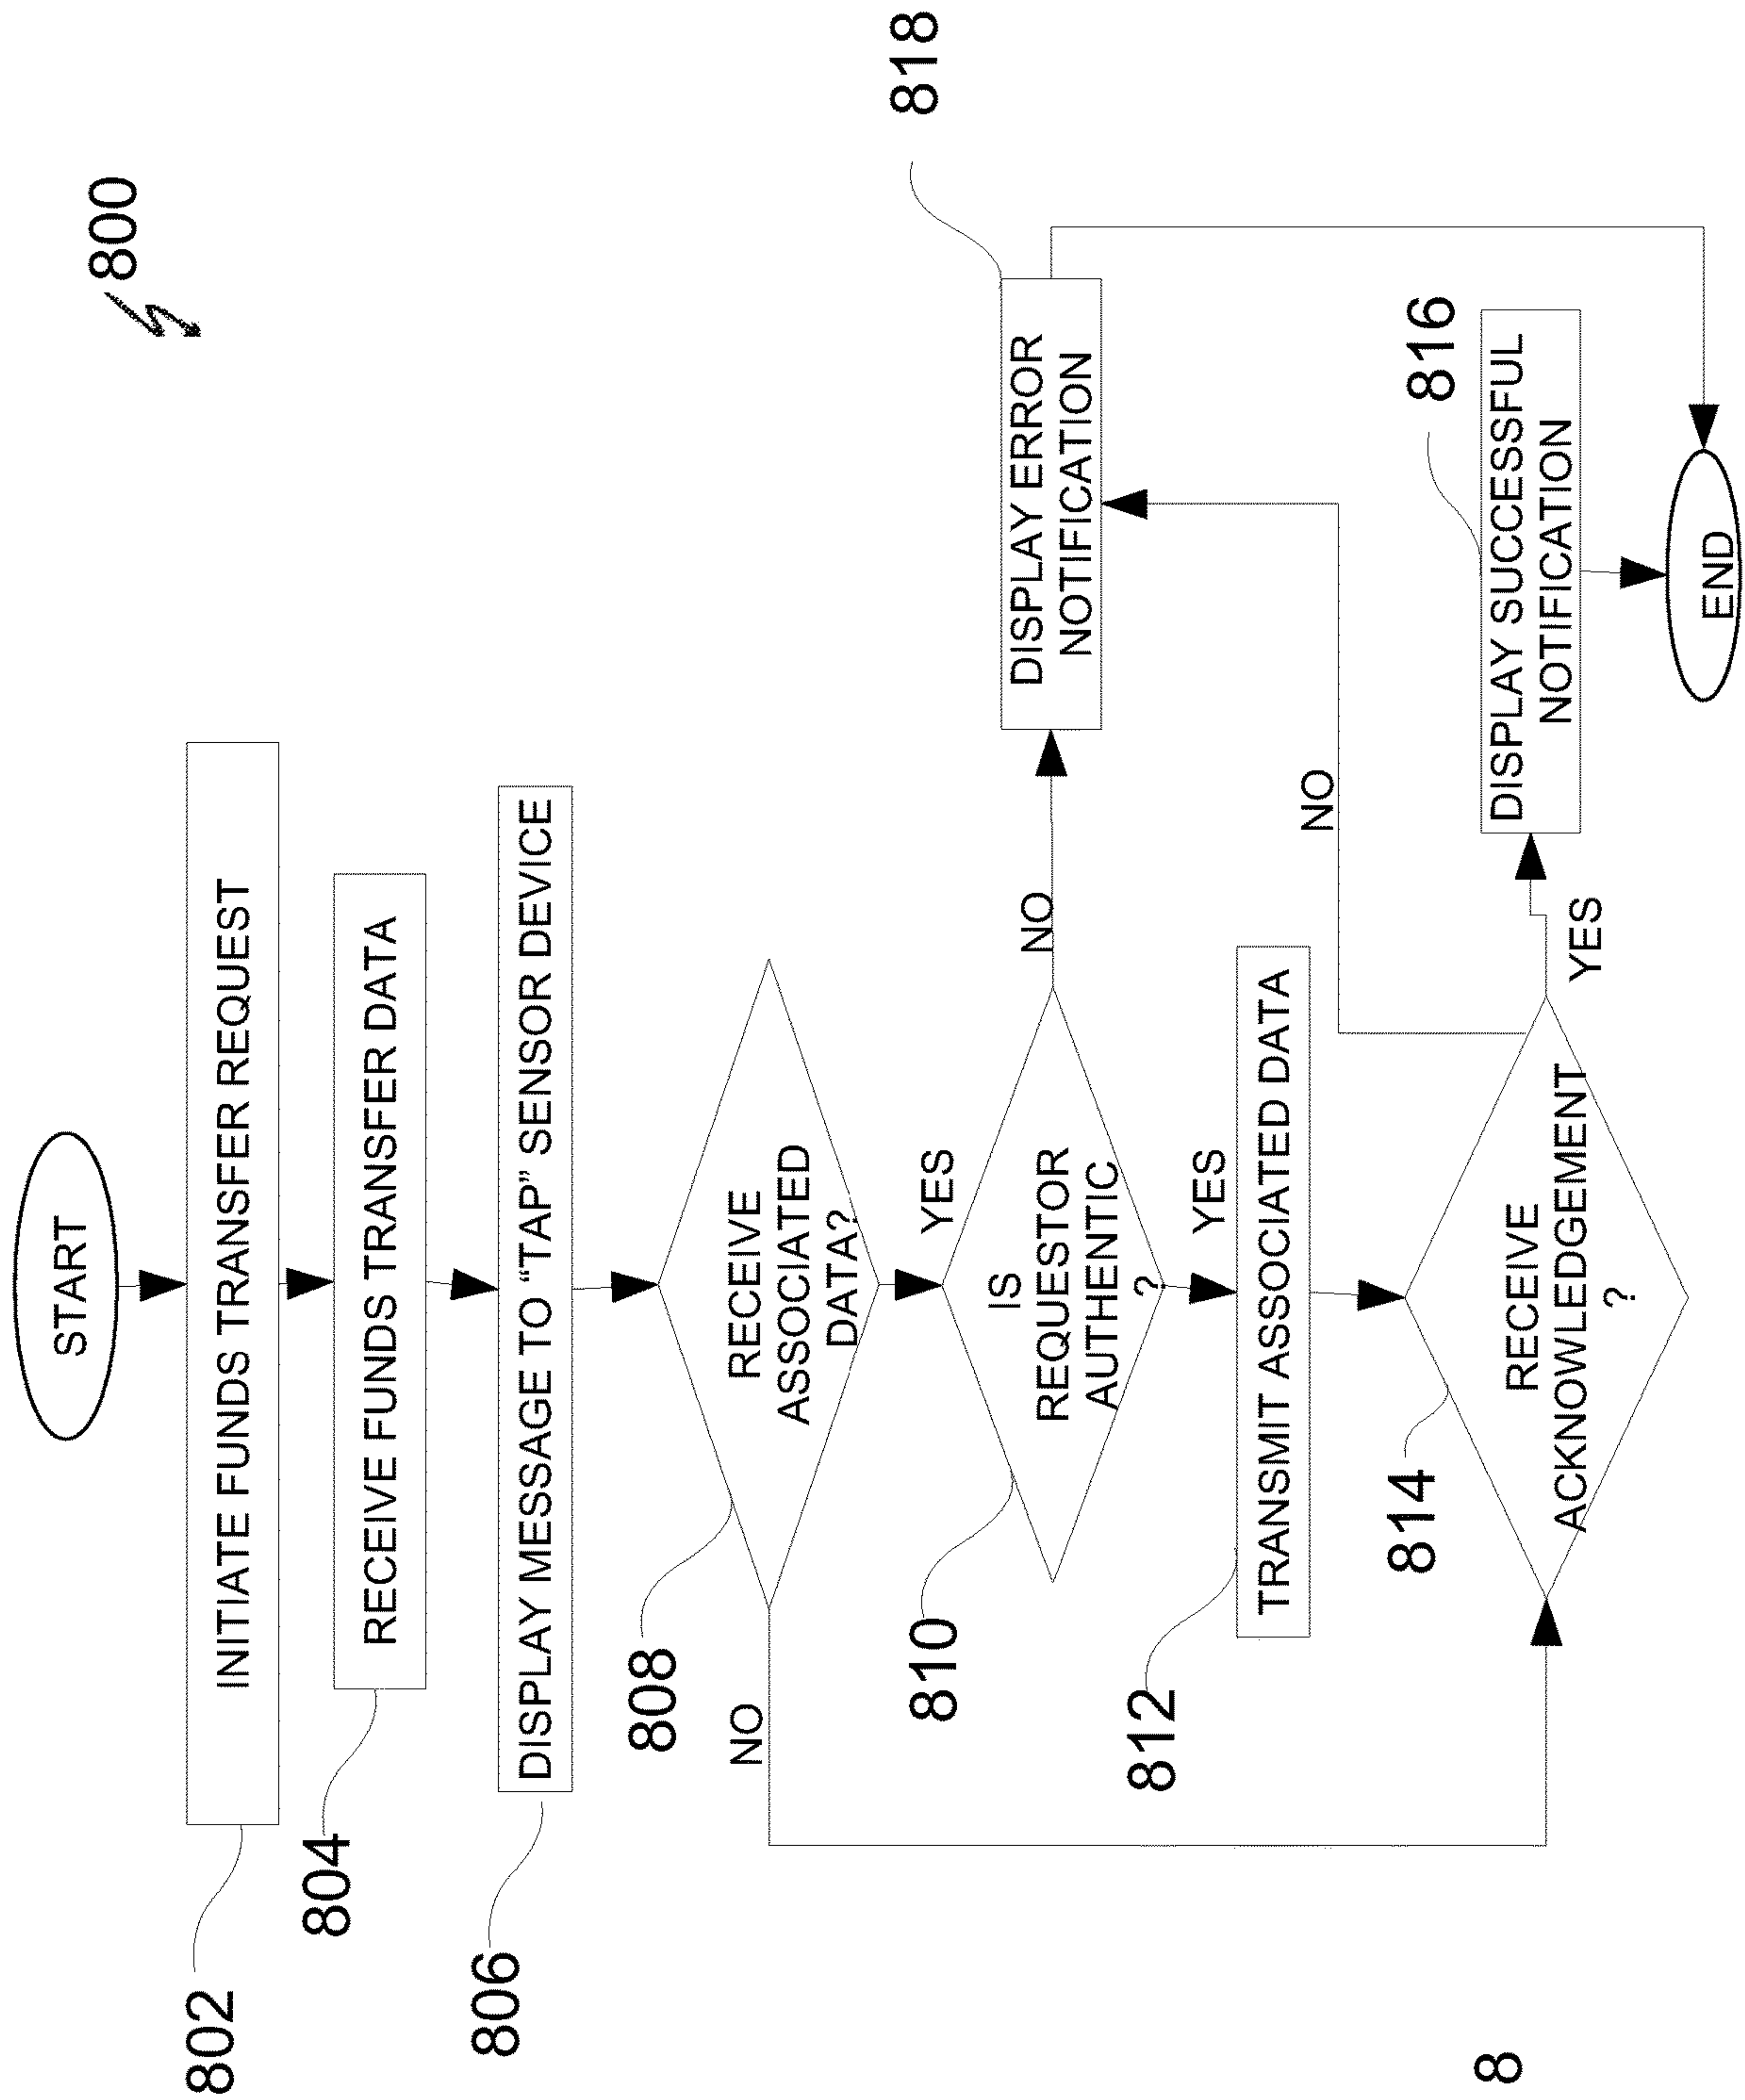 800
START
802
INITIATE FUNDS TRANSFER REQUEST
804
RECEIVE FUNDS TRANSFER DATA
806
DISPLAY MESSAGE TO “TAP” SENSOR DEVICE
808
RECEIVE
ASSOCIATED
DATA?
NO
YES
810
IS
REQUESTOR
AUTHENTIC
?
NO
818
DISPLAY ERROR
NOTIFICATION
YES
812
TRANSMIT ASSOCIATED DATA
814
RECEIVE
ACKNOWLEDGEMENT
?
NO
YES
816
DISPLAY SUCCESSFUL
NOTIFICATION
END
8